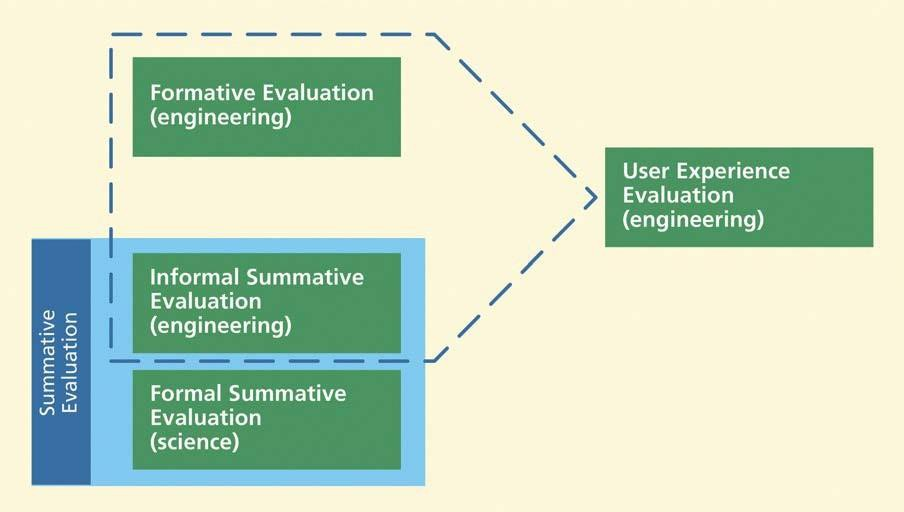 Formative Evaluation
(engineering)
User Experience
Evaluation
(engineering)
Summative
Evaluation
Informal Summative
Evaluation
(engineering)
Formal Summative
Evaluation
(science)